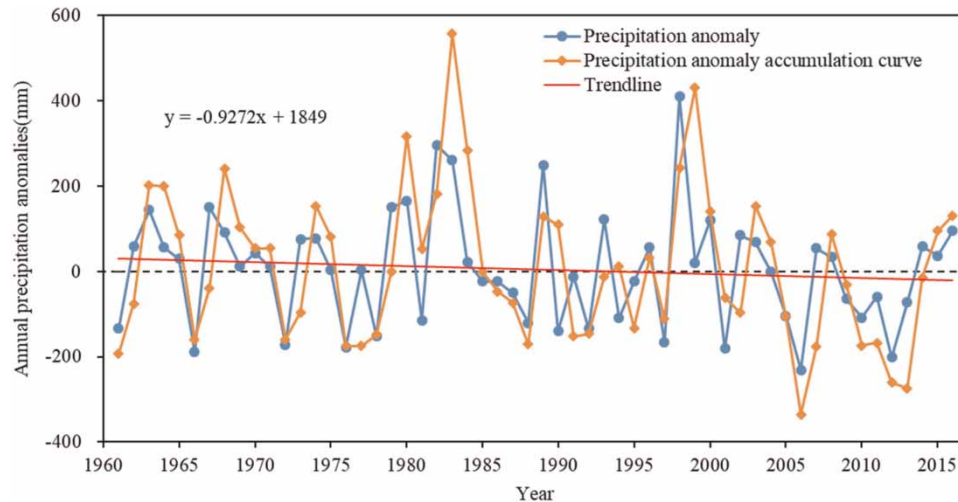 600
400
200
0
-200
-400
Annual precipitation anomalies(mm)
Precipitation anomaly
Precipitation anomaly accumulation curve
Trendline
y = -0.9272x + 1849
1960 1965 1970 1975 1980 1985 1990 1995 2000 2005 2010 2015
Year